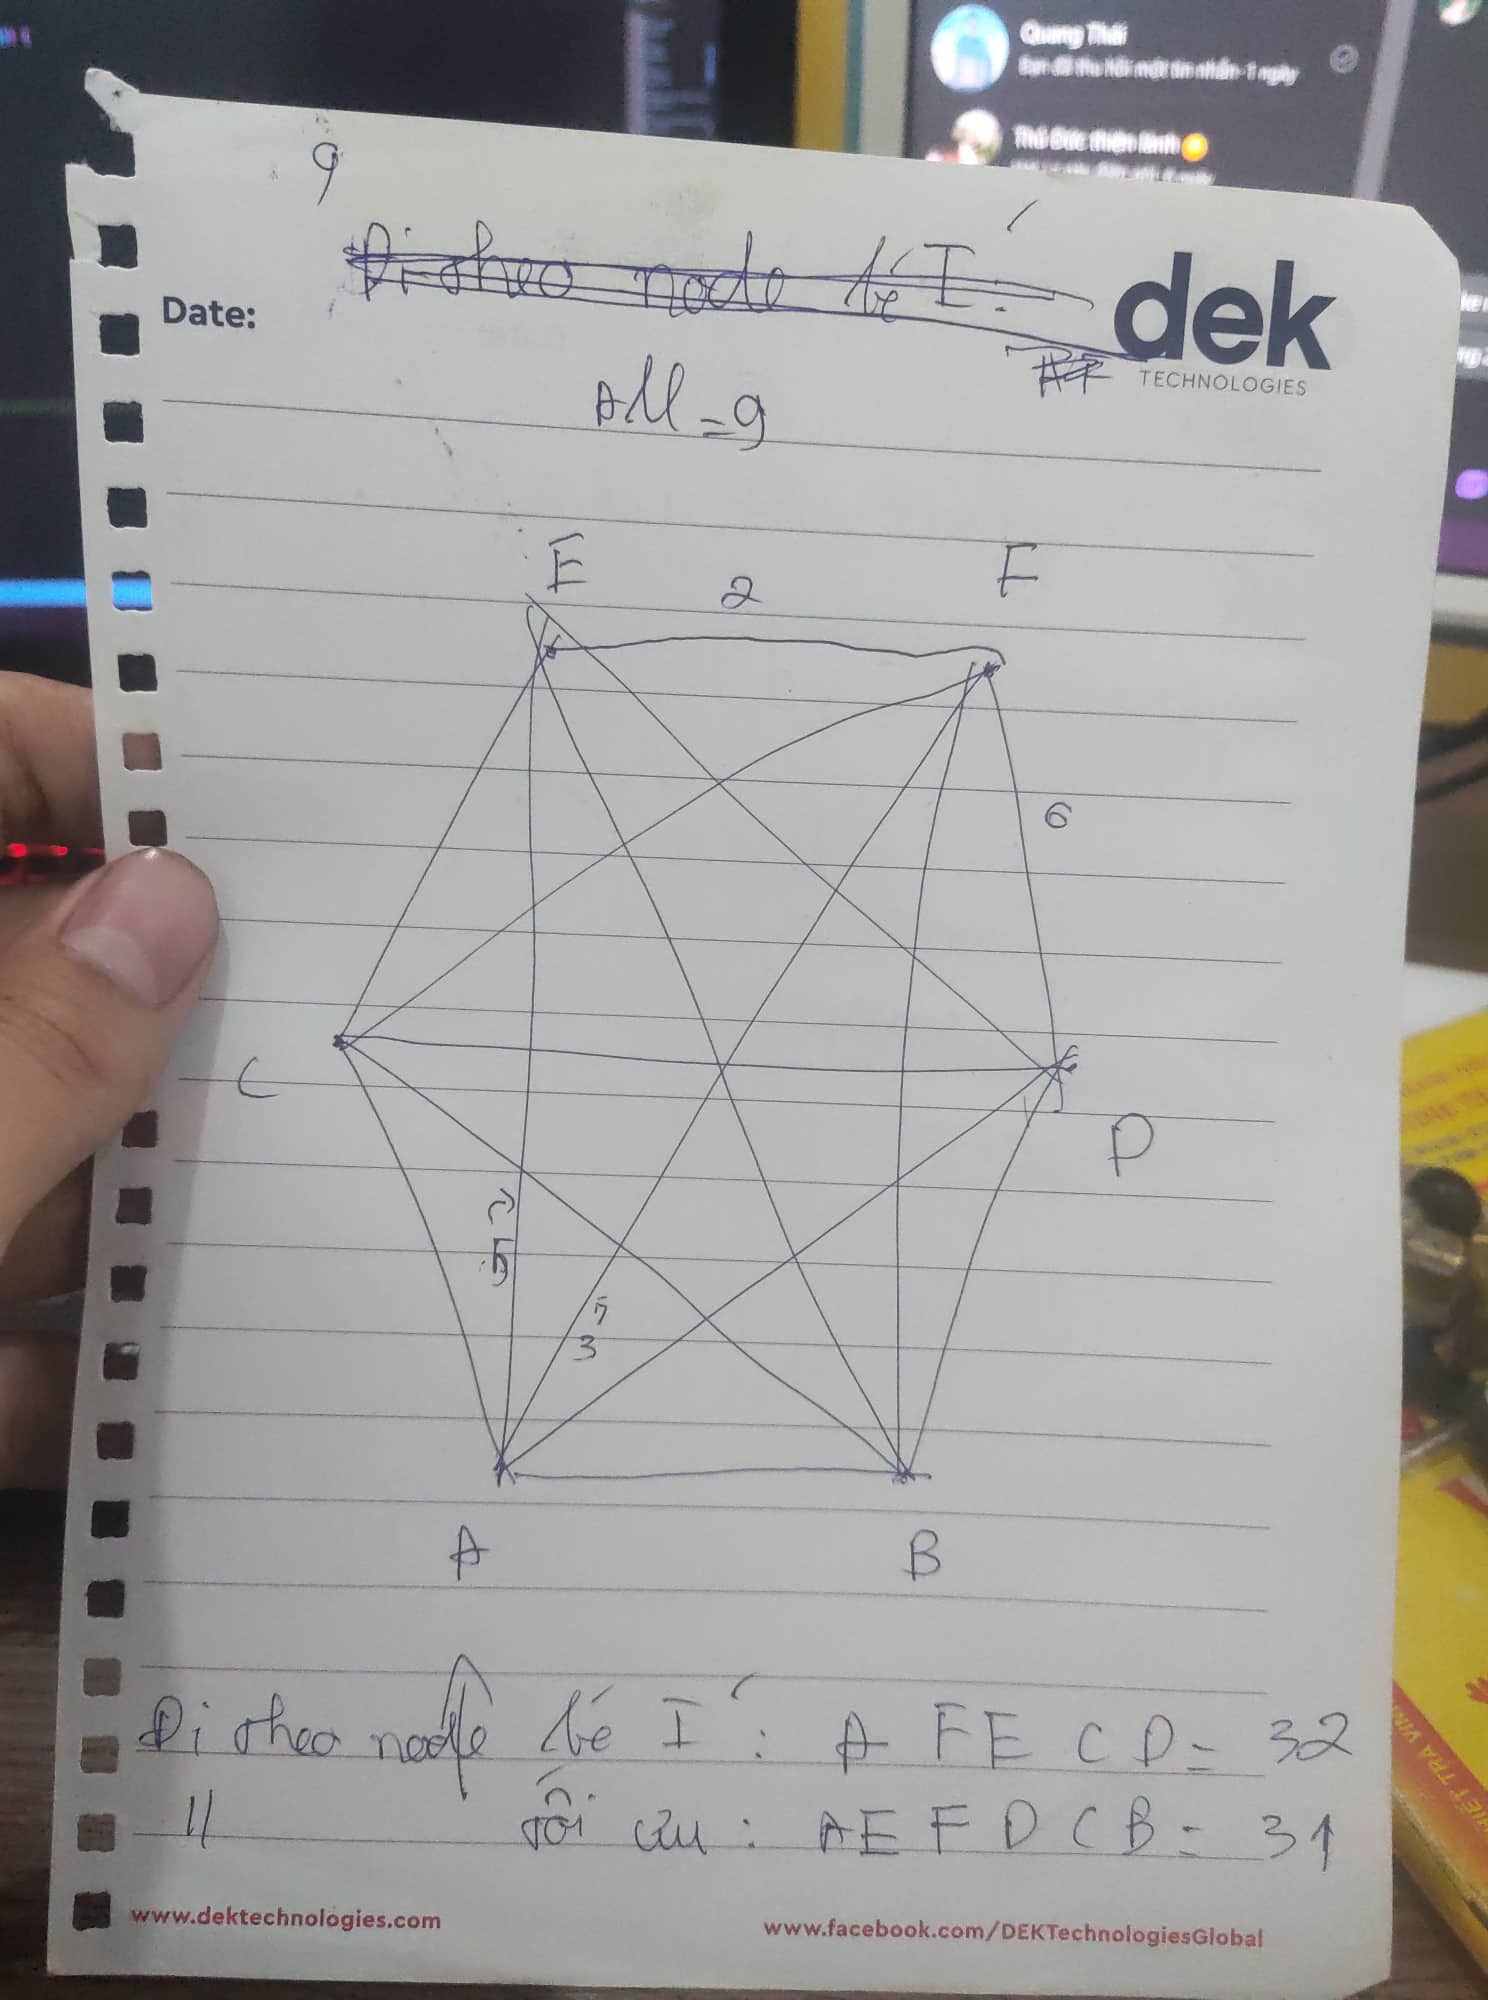 Quang Thái
Bạn đã thu hồi một tin nhắn · 1 ngày
Thủ Đức thiện lành
9
Đi theo node bé I :
dek
TECHNOLOGIES
Date:
All = 9
E
2
F
6
C
D
5
3
A
B
Đi theo node bé I : A F E C D = 32
11 tối ưu : A E F D C B = 31
www.dektechnologies.com
www.facebook.com/DEKTechnologiesGlobal